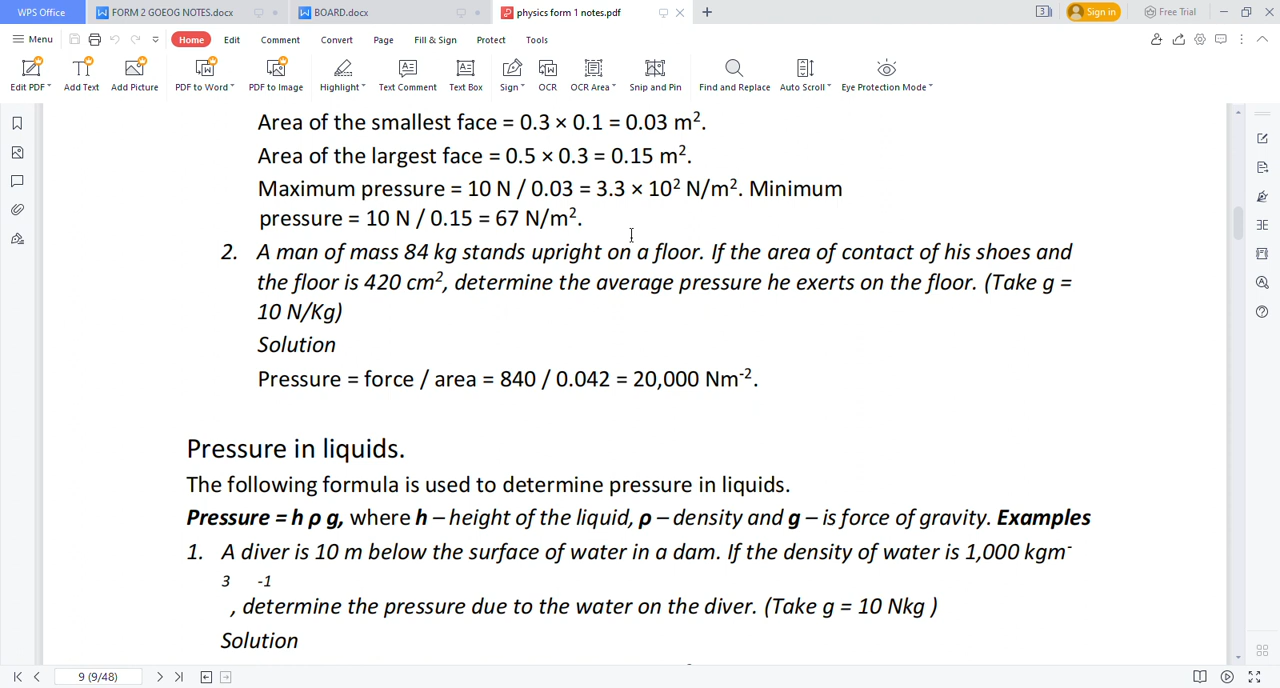 WPS Office
FORM 2 GOEOG NOTES.docx
BOARD.docx
physics form 1 notes.pdf
Sign in
Free Trial
Menu
Home
Edit
Comment
Convert
Page
Fill & Sign
Protect
Tools
Edit PDF
Add Text
Add Picture
PDF to Word
PDF to Image
Highlight
Text Comment
Text Box
Sign
OCR
OCR Area
Snip and Pin
Find and Replace
Auto Scroll
Eye Protection Mode
Area of the smallest face = 0.3 × 0.1 = 0.03 m².
Area of the largest face = 0.5 × 0.3 = 0.15 m².
Maximum pressure = 10 N / 0.03 = 3.3 × 10² N/m². Minimum
pressure = 10 N / 0.15 = 67 N/m².
2. A man of mass 84 kg stands upright on a floor. If the area of contact of his shoes and
the floor is 420 cm², determine the average pressure he exerts on the floor. (Take g =
10 N/Kg)
Solution
Pressure = force / area = 840 / 0.042 = 20,000 Nm⁻².
Pressure in liquids.
The following formula is used to determine pressure in liquids.
Pressure = h ρ g, where h – height of the liquid, ρ – density and g – is force of gravity. Examples
1. A diver is 10 m below the surface of water in a dam. If the density of water is 1,000 kgm⁻
3 -1
, determine the pressure due to the water on the diver. (Take g = 10 Nkg )
Solution
9 (9/48)